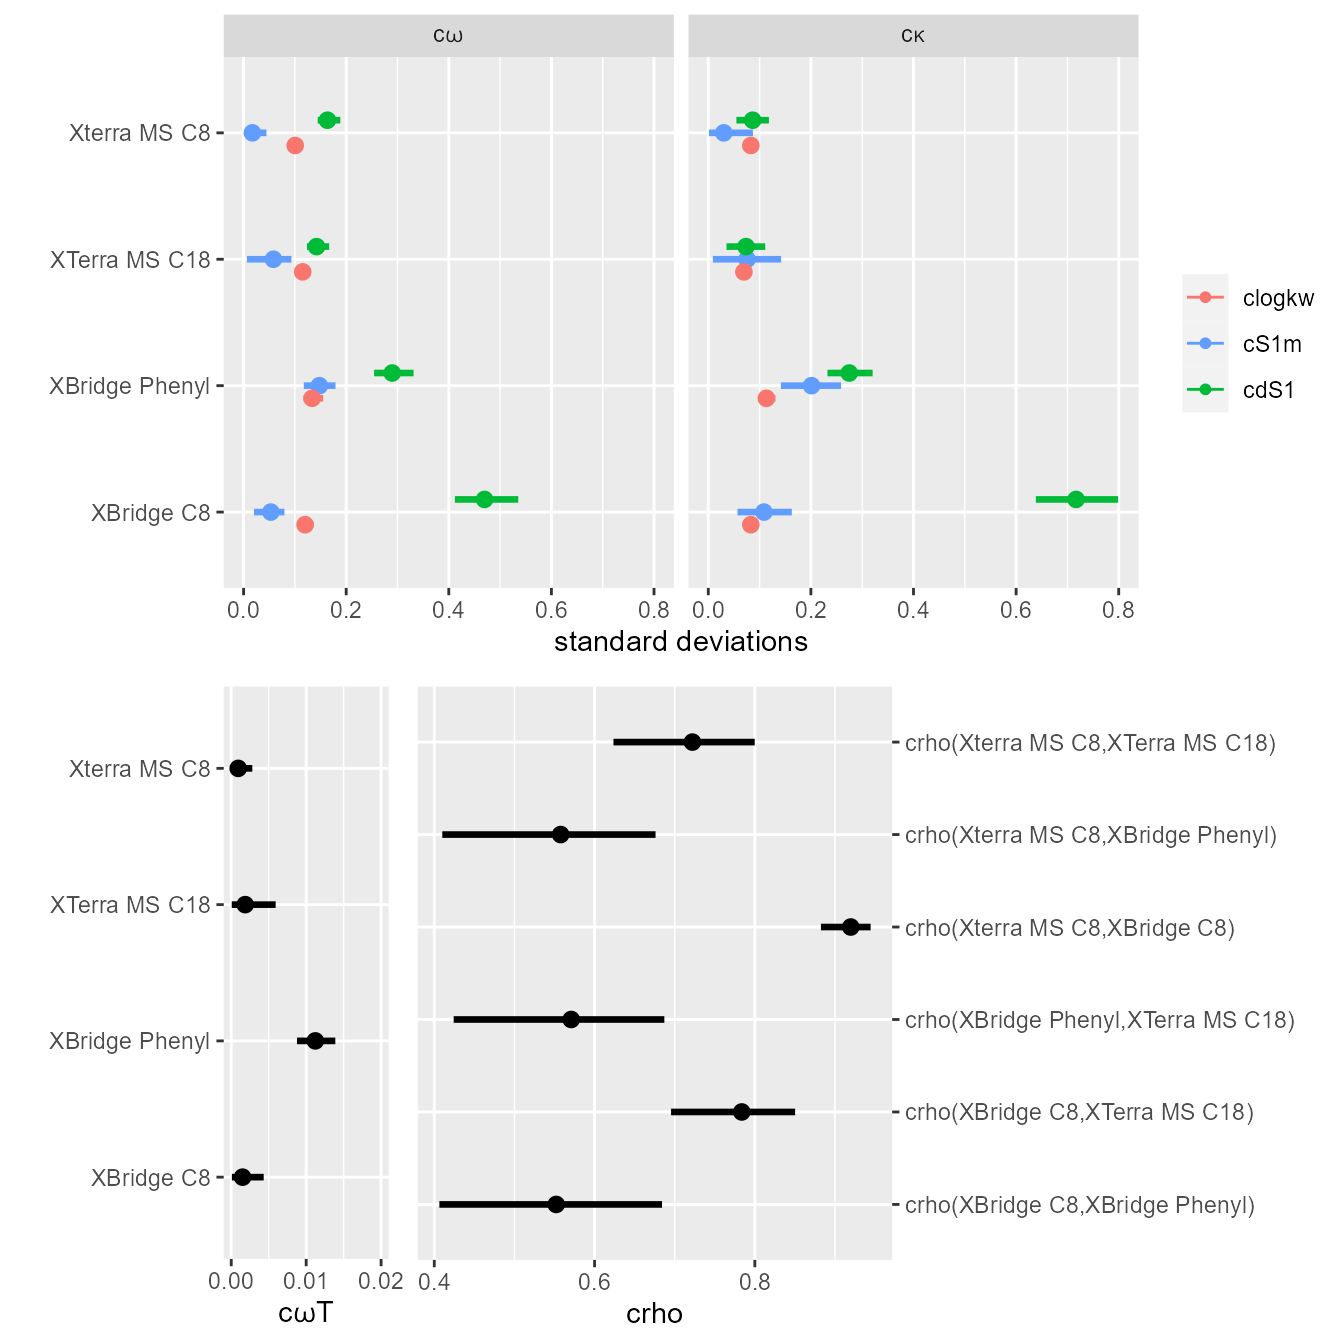 cω cκ
Xterra MS C8
XTerra MS C18
XBridge Phenyl
XBridge C8
0.0 0.2 0.4 0.6 0.8 0.0 0.2 0.4 0.6 0.8
standard deviations
clogkw
cS1m
cdS1
Xterra MS C8
XTerra MS C18
XBridge Phenyl
XBridge C8
0.00 0.01 0.02
cωT
crho(Xterra MS C8,XTerra MS C18)
crho(Xterra MS C8,XBridge Phenyl)
crho(Xterra MS C8,XBridge C8)
crho(XBridge Phenyl,XTerra MS C18)
crho(XBridge C8,XTerra MS C18)
crho(XBridge C8,XBridge Phenyl)
0.4 0.6 0.8
crho